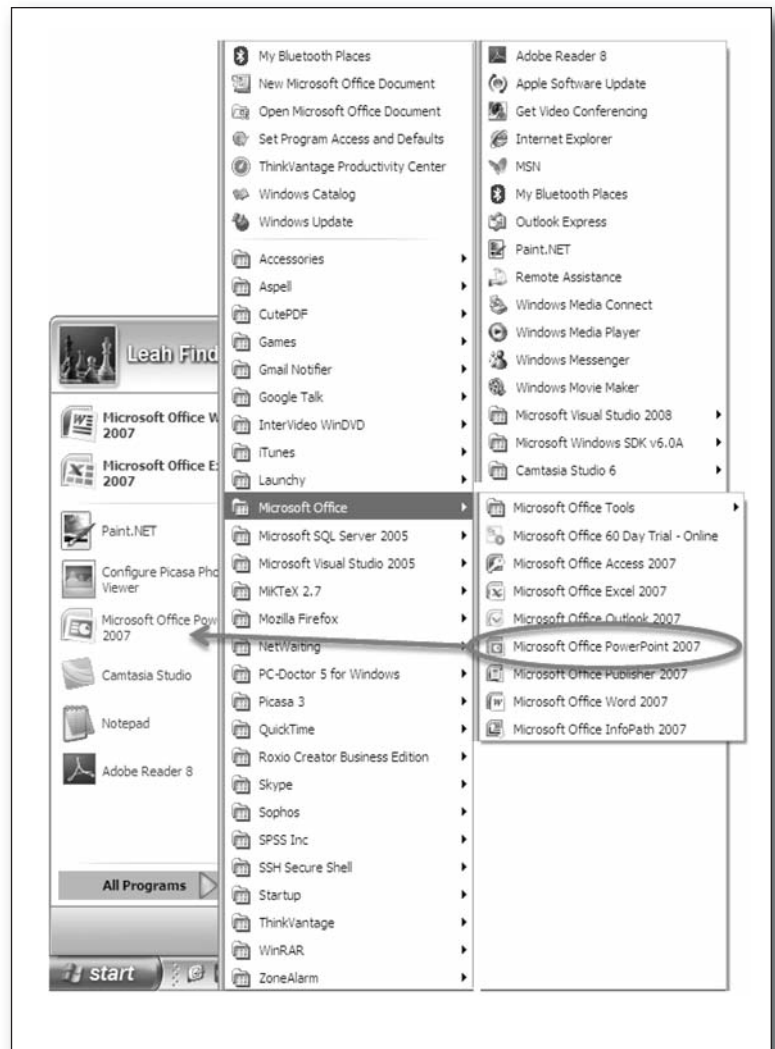 My Bluetooth Places
New Microsoft Office Document
Open Microsoft Office Document
Set Program Access and Defaults
ThinkVantage Productivity Center
Windows Catalog
Windows Update
Accessories
Aspell
CutePDF
Games
Gmail Notifier
Google Talk
InterVideo WinDVD
iTunes
Launchy
Microsoft Office
Microsoft SQL Server 2005
Microsoft Visual Studio 2005
MiKTeX 2.7
Mozilla Firefox
NetWaiting
PC-Doctor 5 for Windows
Picasa 3
QuickTime
Roxio Creator Business Edition
Skype
Sophos
SPSS Inc
SSH Secure Shell
Startup
ThinkVantage
WinRAR
ZoneAlarm
Adobe Reader 8
Apple Software Update
Get Video Conferencing
Internet Explorer
MSN
My Bluetooth Places
Outlook Express
Paint.NET
Remote Assistance
Windows Media Connect
Windows Media Player
Windows Messenger
Windows Movie Maker
Microsoft Visual Studio 2008
Microsoft Windows SDK v6.0A
Camtasia Studio 6
Microsoft Office Tools
Microsoft Office 60 Day Trial - Online
Microsoft Office Access 2007
Microsoft Office Excel 2007
Microsoft Office Outlook 2007
Microsoft Office PowerPoint 2007
Microsoft Office Publisher 2007
Microsoft Office Word 2007
Microsoft Office InfoPath 2007
Leah Find
Microsoft Office W
2007
Microsoft Office E
2007
Paint.NET
Configure Picasa Pho
Viewer
Microsoft Office Pow
2007
Camtasia Studio
Notepad
Adobe Reader 8
All Programs
start